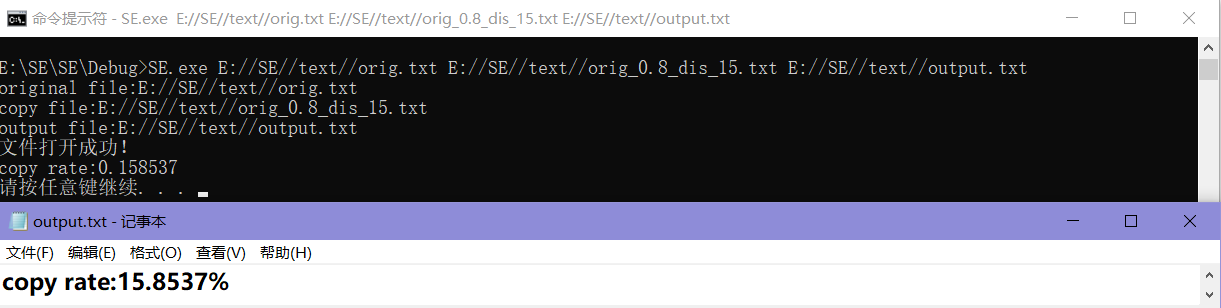 命令提示符 - SE.exe  E://SE//text//orig.txt E://SE//text//orig_0.8_dis_15.txt E://SE//text//output.txt
E:\SE\SE\Debug>SE.exe E://SE//text//orig.txt E://SE//text//orig_0.8_dis_15.txt E://SE//text//output.txt
original file:E://SE//text//orig.txt
copy file:E://SE//text//orig_0.8_dis_15.txt
output file:E://SE//text//output.txt
文件打开成功!
copy rate:0.158537
请按任意键继续. . .
output.txt - 记事本
文件(F) 编辑(E) 格式(O) 查看(V) 帮助(H)
copy rate:15.8537%